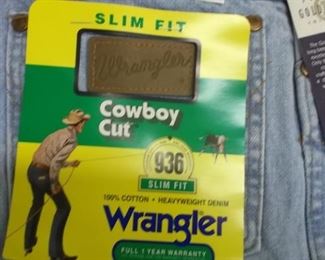 SLIM FIT
Wrangler
Cowboy
Cut
936
SLIM FIT
100% COTTON • HEAVYWEIGHT DENIM
Wrangler
FULL 1 YEAR WARRANTY